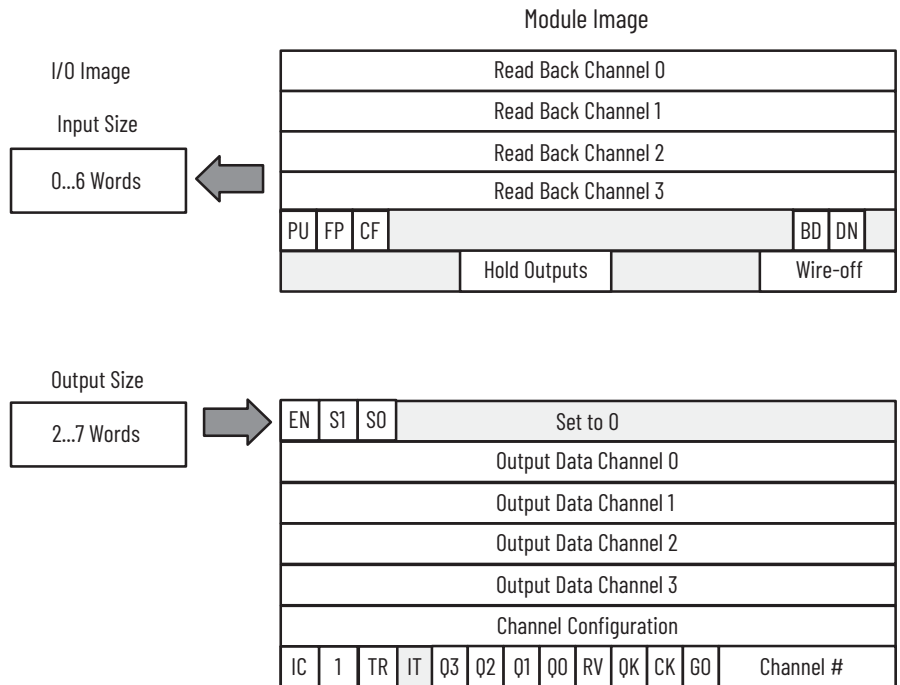 Module Image
I/O Image
Read Back Channel 0
Input Size
Read Back Channel 1
0...6 Words
Read Back Channel 2
Read Back Channel 3
PU FP CF BD DN
Hold Outputs Wire-off
Output Size
2...7 Words
EN S1 S0 Set to 0
Output Data Channel 0
Output Data Channel 1
Output Data Channel 2
Output Data Channel 3
Channel Configuration
IC 1 TR IT Q3 Q2 Q1 Q0 RV QK CK GO Channel #